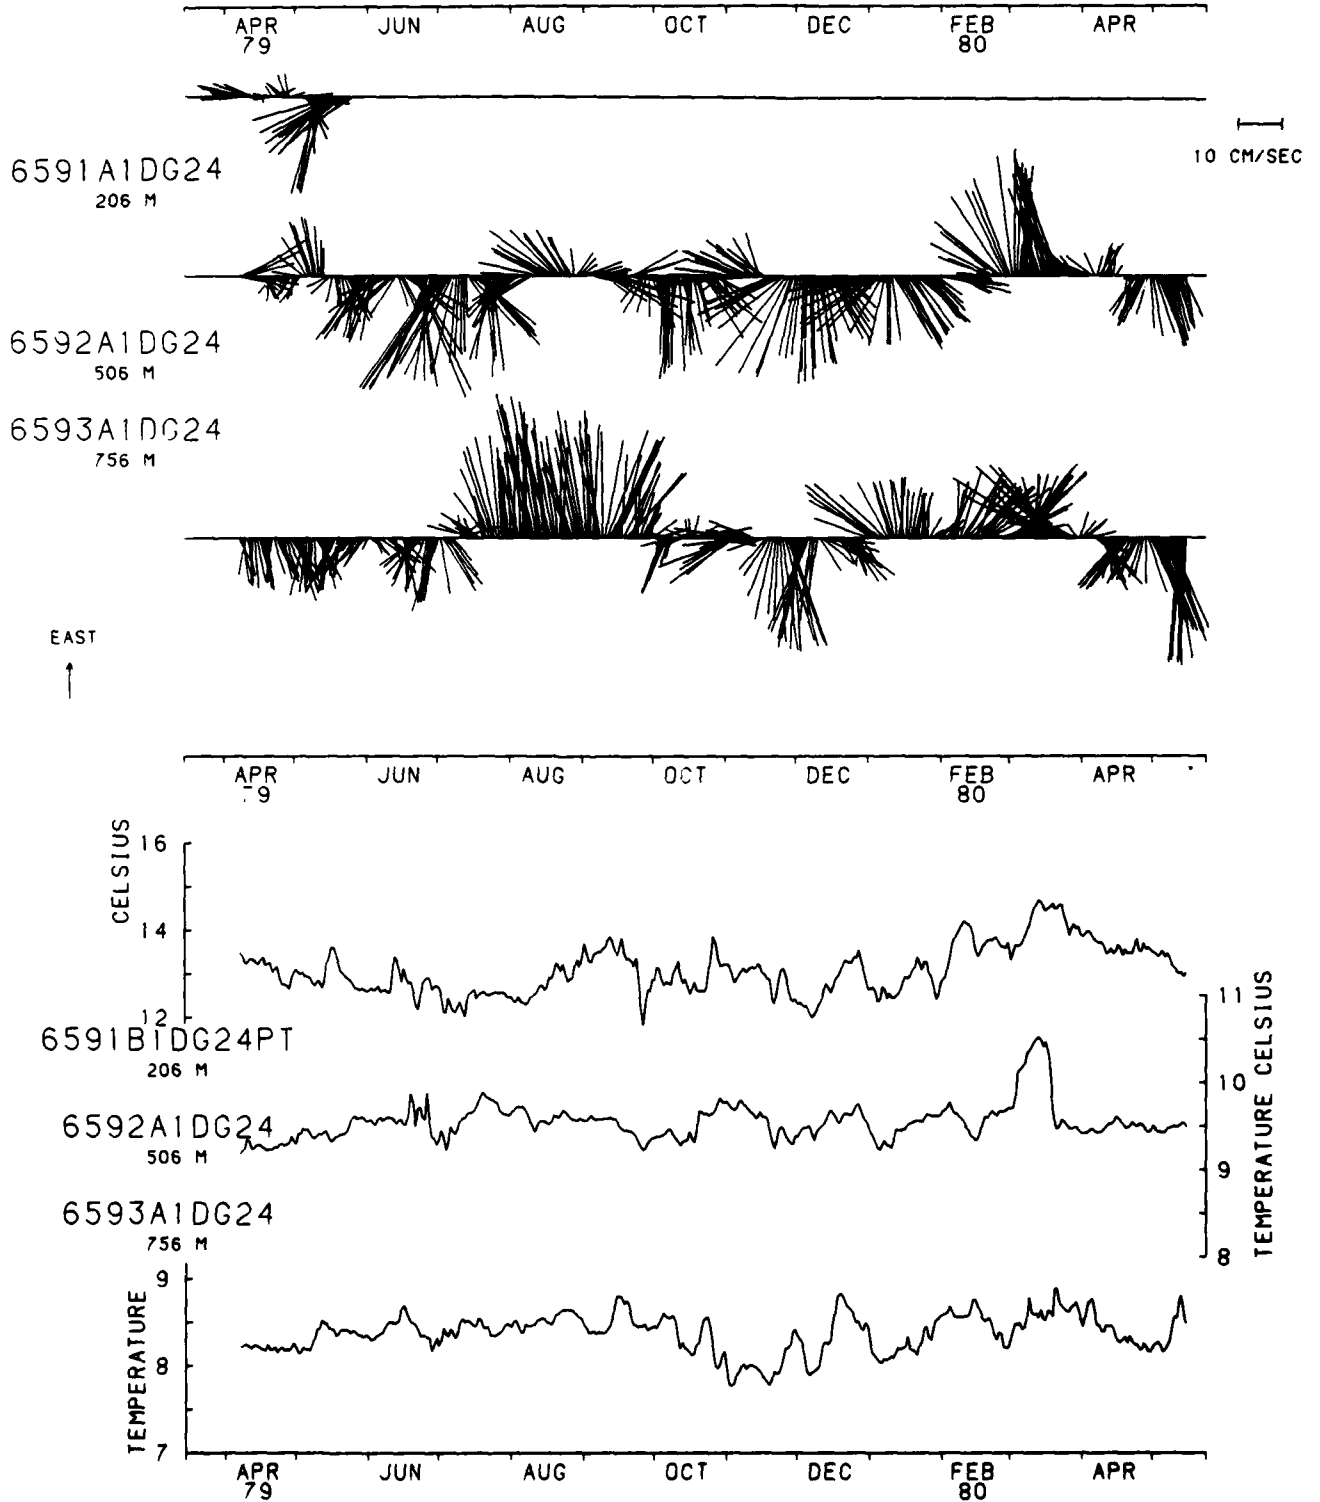 APR JUN AUG OCT DEC FEB APR
79 80
10 CM/SEC
6591A1DG24
206 M
6592A1DG24
506 M
6593A1DG24
756 M
EAST
APR JUN AUG OCT DEC FEB APR
79 80
CELSIUS
16
14
12
6591B1DG24PT
206 M
6592A1DG24
506 M
6593A1DG24
756 M
11
10
9
8
TEMPERATURE CELSIUS
TEMPERATURE
9
8
7
APR JUN AUG OCT DEC FEB APR
79 80